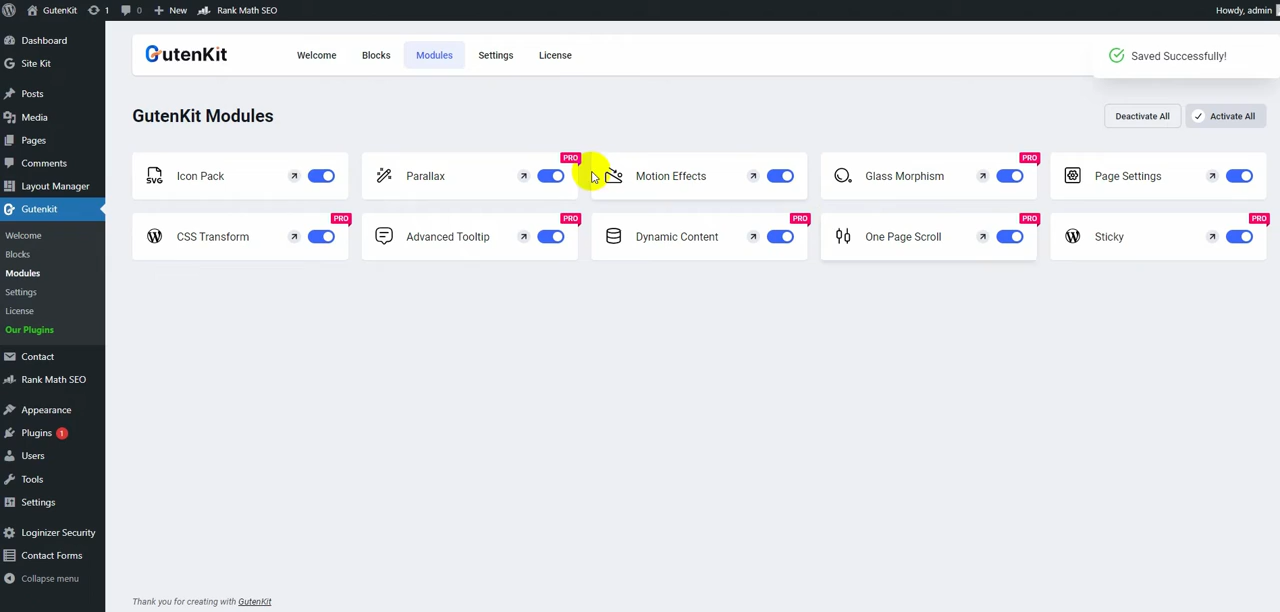 GutenKit 1 0 New Rank Math SEO Howdy, admin
Dashboard
Site Kit
Posts
Media
Pages
Comments
Layout Manager
Gutenkit
Welcome
Blocks
Modules
Settings
License
Our Plugins
Contact
Rank Math SEO
Appearance
Plugins 1
Users
Tools
Settings
Loginizer Security
Contact Forms
Collapse menu
GutenKit Welcome Blocks Modules Settings License
Saved Successfully!
GutenKit Modules
Deactivate All Activate All
SVG Icon Pack
PRO
Parallax
Motion Effects
PRO
Glass Morphism
Page Settings
PRO
CSS Transform
PRO
Advanced Tooltip
PRO
Dynamic Content
PRO
One Page Scroll
PRO
Sticky
Thank you for creating with GutenKit